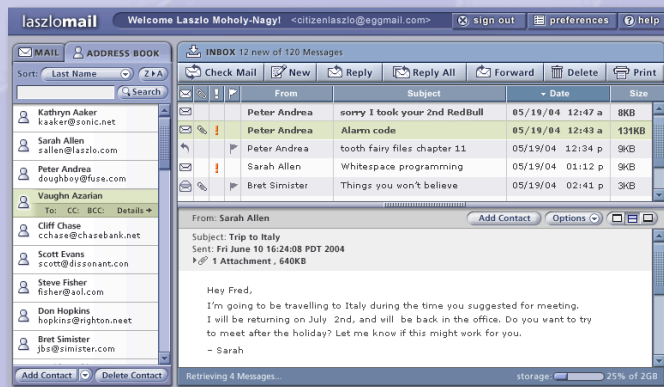 laszlomail
Welcome Laszlo Moholy-Nagy! <citizenlaszlo@eggmail.com> sign out preferences help
MAIL ADDRESS BOOK
Sort: Last Name Z▸A
Search
Kathryn Aaker
kaaker@sonic.net
Sarah Allen
sallen@laszlo.com
Peter Andrea
doughboy@fuse.com
Vaughn Azarian
To: CC: BCC: Details
Cliff Chase
cchase@chasebank.net
Scott Evans
scott@dissonant.con
Steve Fisher
fisher@aol.com
Don Hopkins
hopkins@righton.neet
Bret Simister
jbs@simister.com
Add Contact Delete Contact
INBOX 12 new of 120 Messages
Check Mail New Reply Reply All Forward Delete Print
! From Subject Date Size
Peter Andrea sorry I took your 2nd RedBull 05/19/04 12:47 a 8KB
! Peter Andrea Alarm code 05/19/04 12:43 a 131KB
Peter Andrea tooth fairy files chapter 11 05/19/04 12:34 p 9KB
! Sarah Allen Whitespace programming 05/19/04 01:12 p 9KB
Bret Simister Things you won't believe 05/19/04 02:41 p 3KB
From: Sarah Allen Add Contact Options
Subject: Trip to Italy
Sent: Fri June 10 16:24:08 PDT 2004
1 Attachment , 640KB
Hey Fred,
I'm going to be travelling to Italy during the time you suggested for meeting.
I will be returning on July 2nd, and will be back in the office. Do you want to try
to meet after the holiday? Let me know if this might work for you.
– Sarah
Retrieving 4 Messages... storage: 25% of 2GB